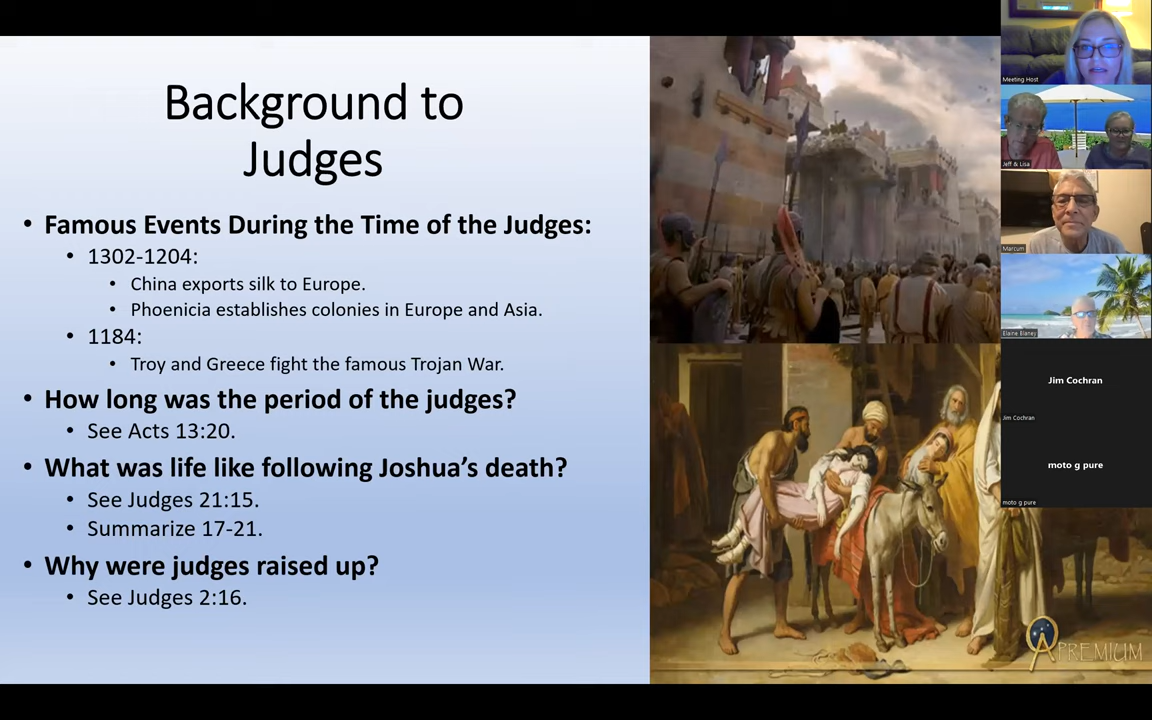 Background to
Judges
• Famous Events During the Time of the Judges:
• 1302-1204:
• China exports silk to Europe.
• Phoenicia establishes colonies in Europe and Asia.
• 1184:
• Troy and Greece fight the famous Trojan War.
• How long was the period of the judges?
• See Acts 13:20.
• What was life like following Joshua’s death?
• See Judges 21:15.
• Summarize 17-21.
• Why were judges raised up?
• See Judges 2:16.
Meeting Host
Jeff & Lisa
Marcum
Elaine Blaney
Jim Cochran
Jim Cochran
moto g pure
moto g pure
PREMIUM